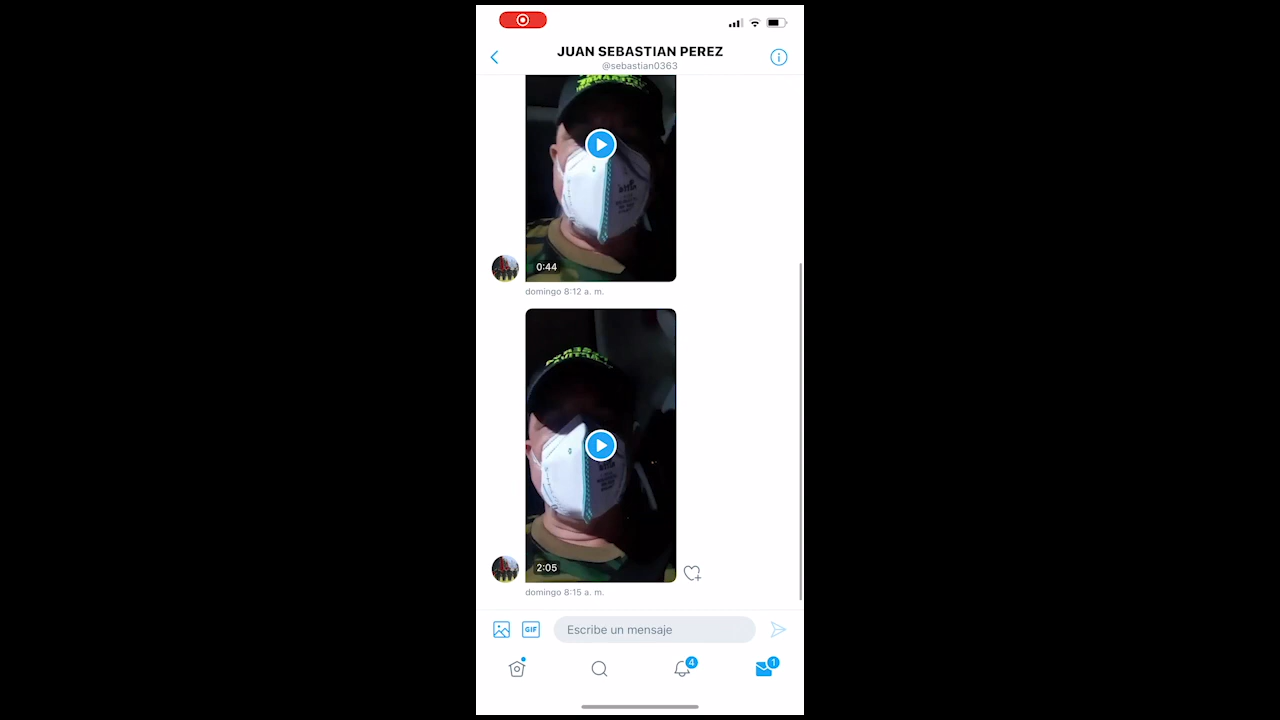 JUAN SEBASTIAN PEREZ
@sebastian0363
0:44
domingo 8:12 a. m.
2:05
domingo 8:15 a. m.
GIF
Escribe un mensaje
4
1